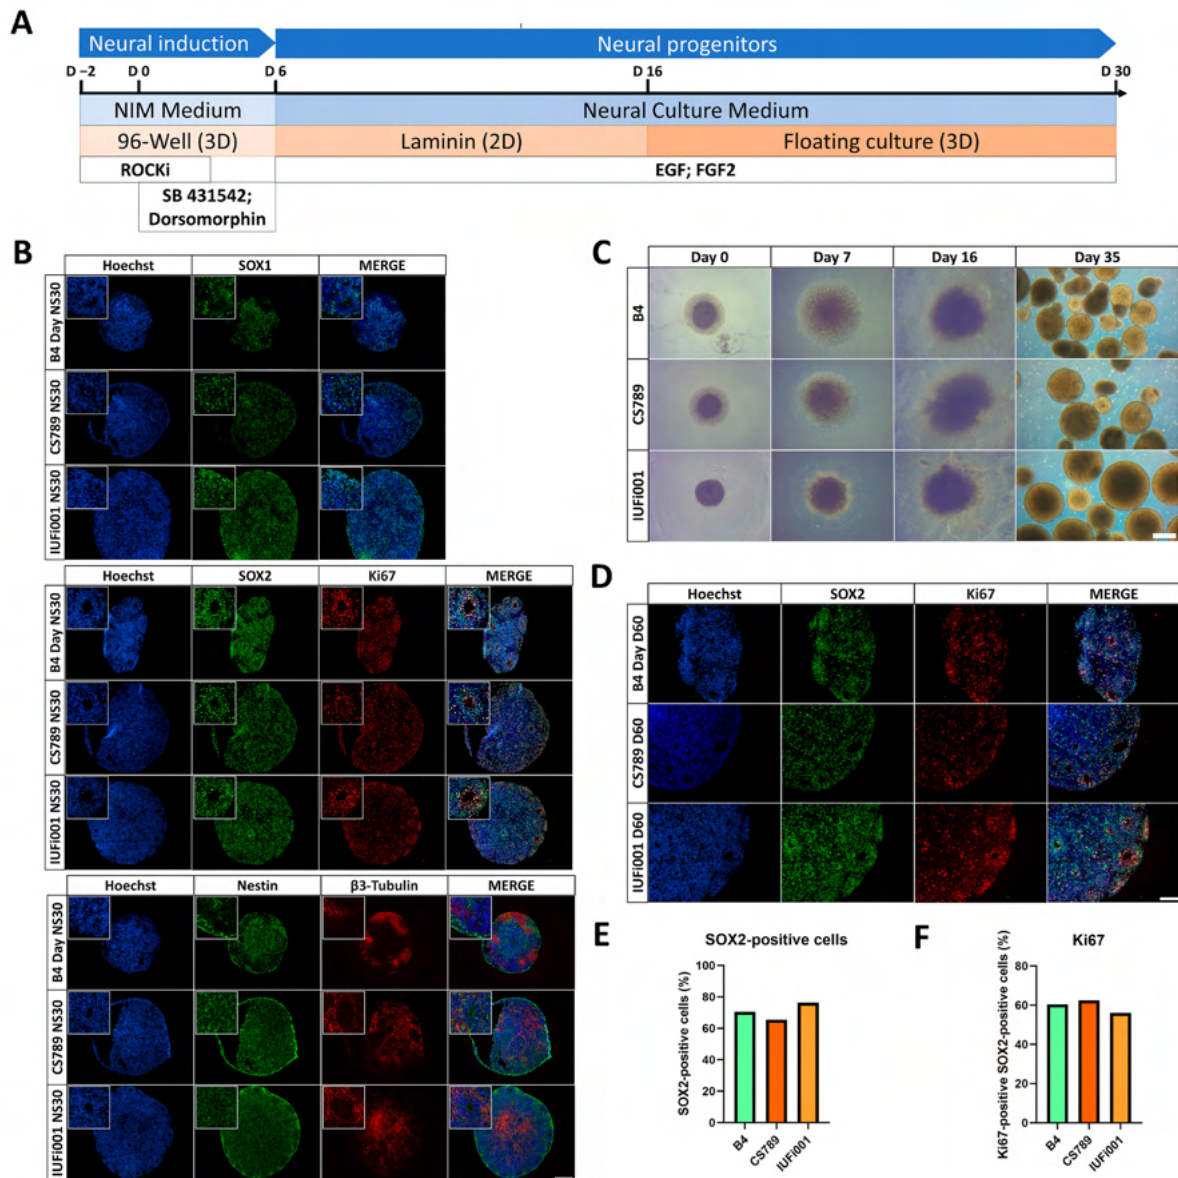 A
Neural induction
Neural progenitors
D −2
D 0
D 6
D 16
D 30
NIM Medium
Neural Culture Medium
96-Well (3D)
Laminin (2D)
Floating culture (3D)
ROCKi
EGF; FGF2
SB 431542;
Dorsomorphin
B
Hoechst
SOX1
MERGE
B4 Day NS30
CS789 NS30
IUFi001 NS30
Hoechst
SOX2
Ki67
MERGE
B4 Day NS30
CS789 NS30
IUFi001 NS30
Hoechst
Nestin
β3-Tubulin
MERGE
B4 Day NS30
CS789 NS30
IUFi001 NS30
C
Day 0
Day 7
Day 16
Day 35
B4
CS789
IUFi001
D
Hoechst
SOX2
Ki67
MERGE
B4 Day D60
CS789 D60
IUFi001 D60
E
SOX2-positive cells
SOX2-positive cells (%)
100
80
60
40
20
0
B4
CS789
IUFi001
F
Ki67
Ki67-positive SOX2-positive cells (%)
80
60
40
20
0
B4
CS789
IUFi001